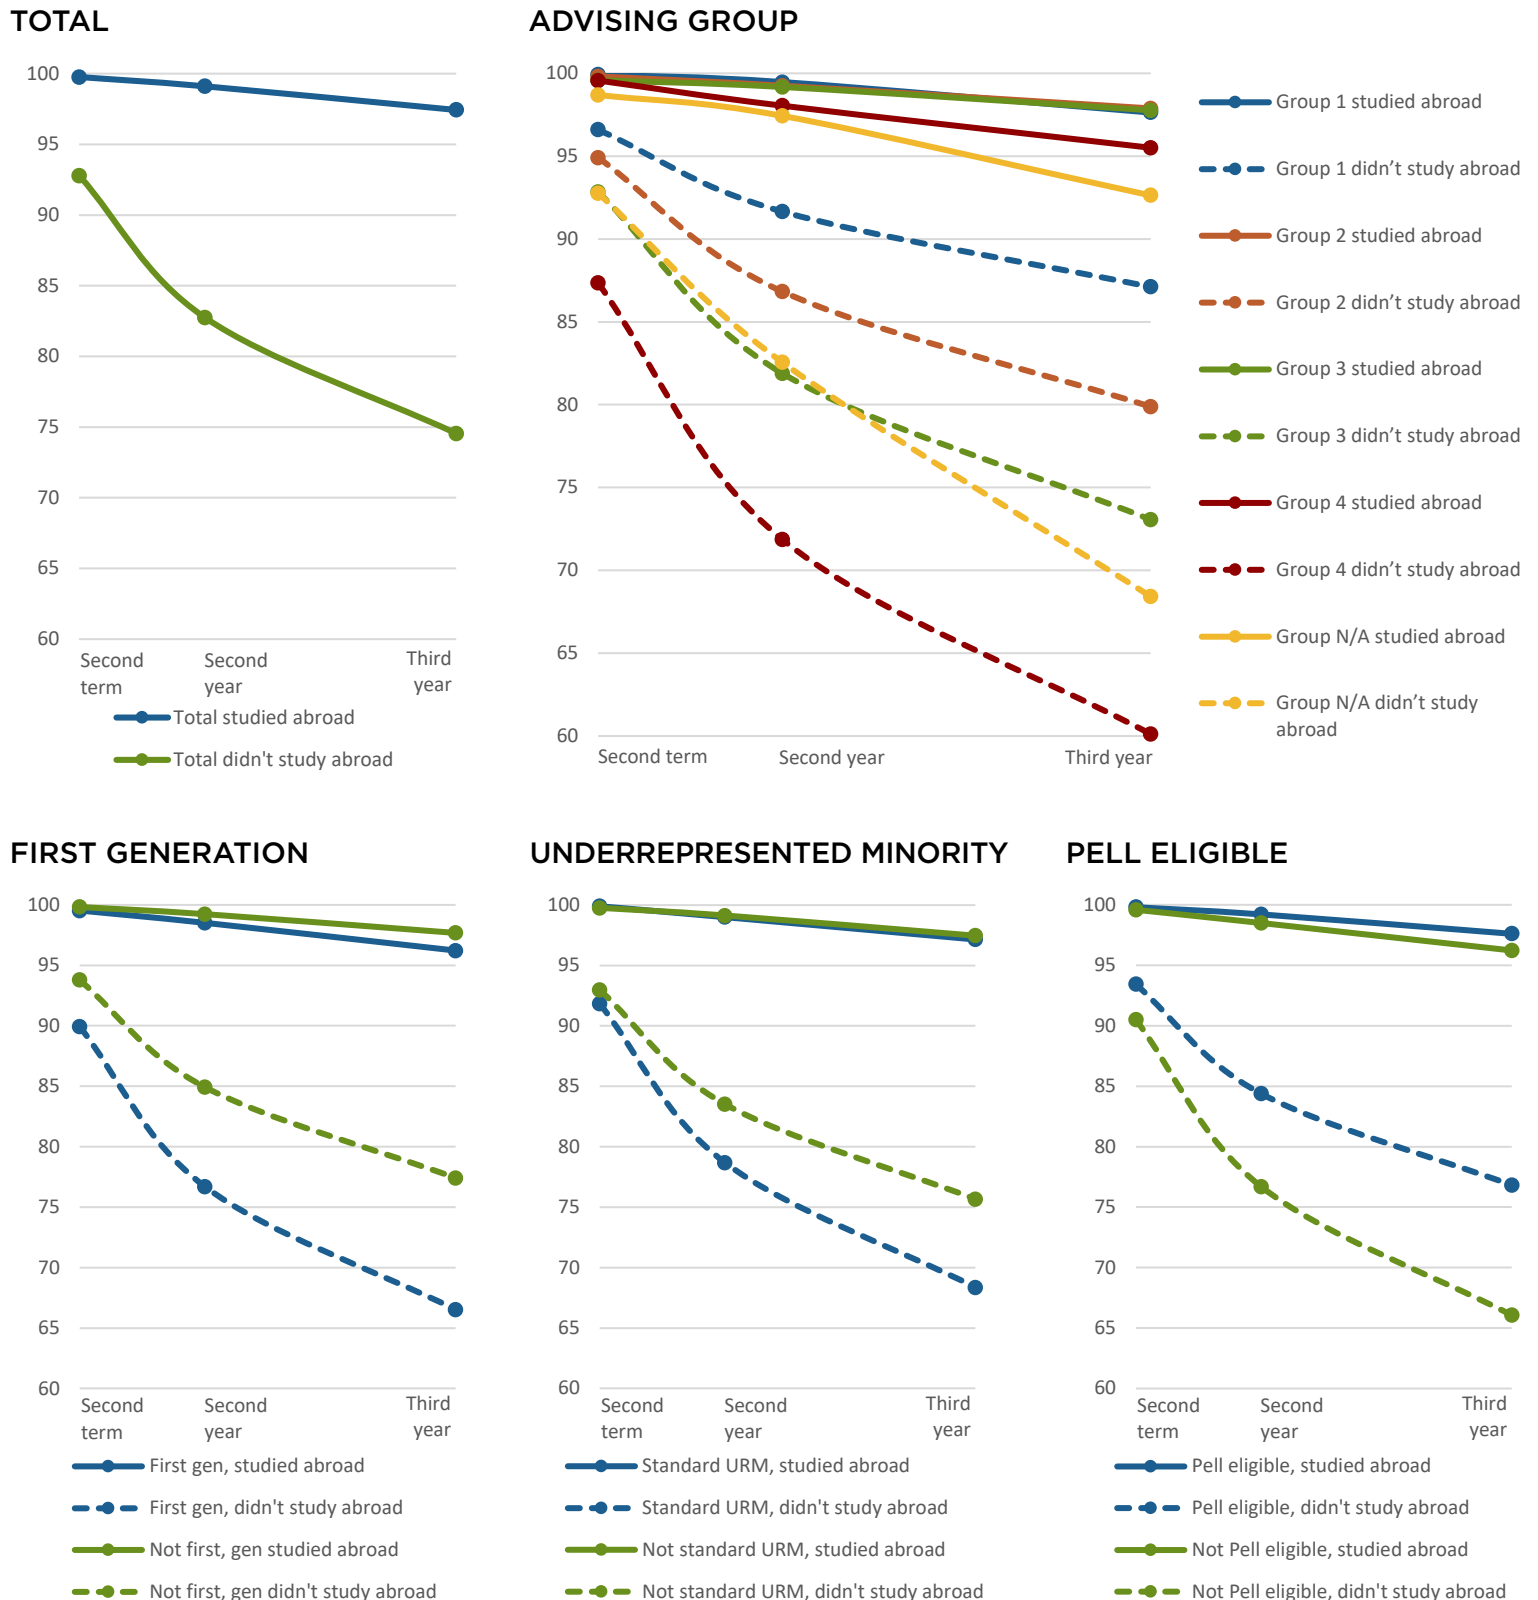 TOTAL
100
95
90
85
80
75
70
65
60
Second
term
Second
year
Third
year
Total studied abroad
Total didn't study abroad
ADVISING GROUP
100
95
90
85
80
75
70
65
60
Second term
Second year
Third year
Group 1 studied abroad
Group 1 didn’t study abroad
Group 2 studied abroad
Group 2 didn’t study abroad
Group 3 studied abroad
Group 3 didn’t study abroad
Group 4 studied abroad
Group 4 didn’t study abroad
Group N/A studied abroad
Group N/A didn’t study
abroad
FIRST GENERATION
100
95
90
85
80
75
70
65
60
Second
term
Second
year
Third
year
First gen, studied abroad
First gen, didn't study abroad
Not first, gen studied abroad
Not first, gen didn't study abroad
UNDERREPRESENTED MINORITY
100
95
90
85
80
75
70
65
60
Second
term
Second
year
Third
year
Standard URM, studied abroad
Standard URM, didn't study abroad
Not standard URM, studied abroad
Not standard URM, didn't study abroad
PELL ELIGIBLE
100
95
90
85
80
75
70
65
60
Second
term
Second
year
Third
year
Pell eligible, studied abroad
Pell eligible, didn't study abroad
Not Pell eligible, studied abroad
Not Pell eligible, didn't study abroad